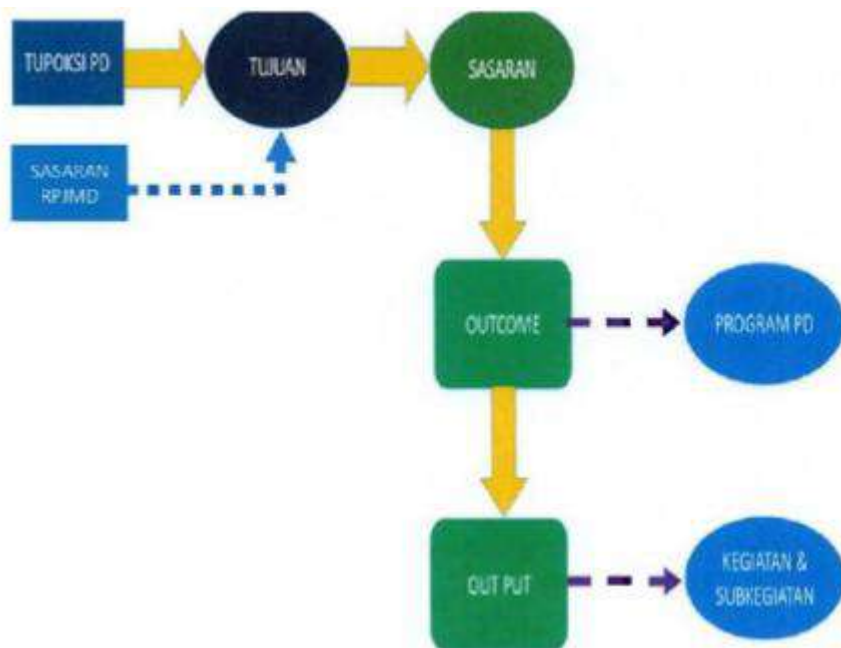 TUPOKSI PD
TUJUAN
SASARAN
SASARAN
RPJMD
OUTCOME
PROGRAM PD
OUT PUT
KEGIATAN &
SUBKEGIATAN